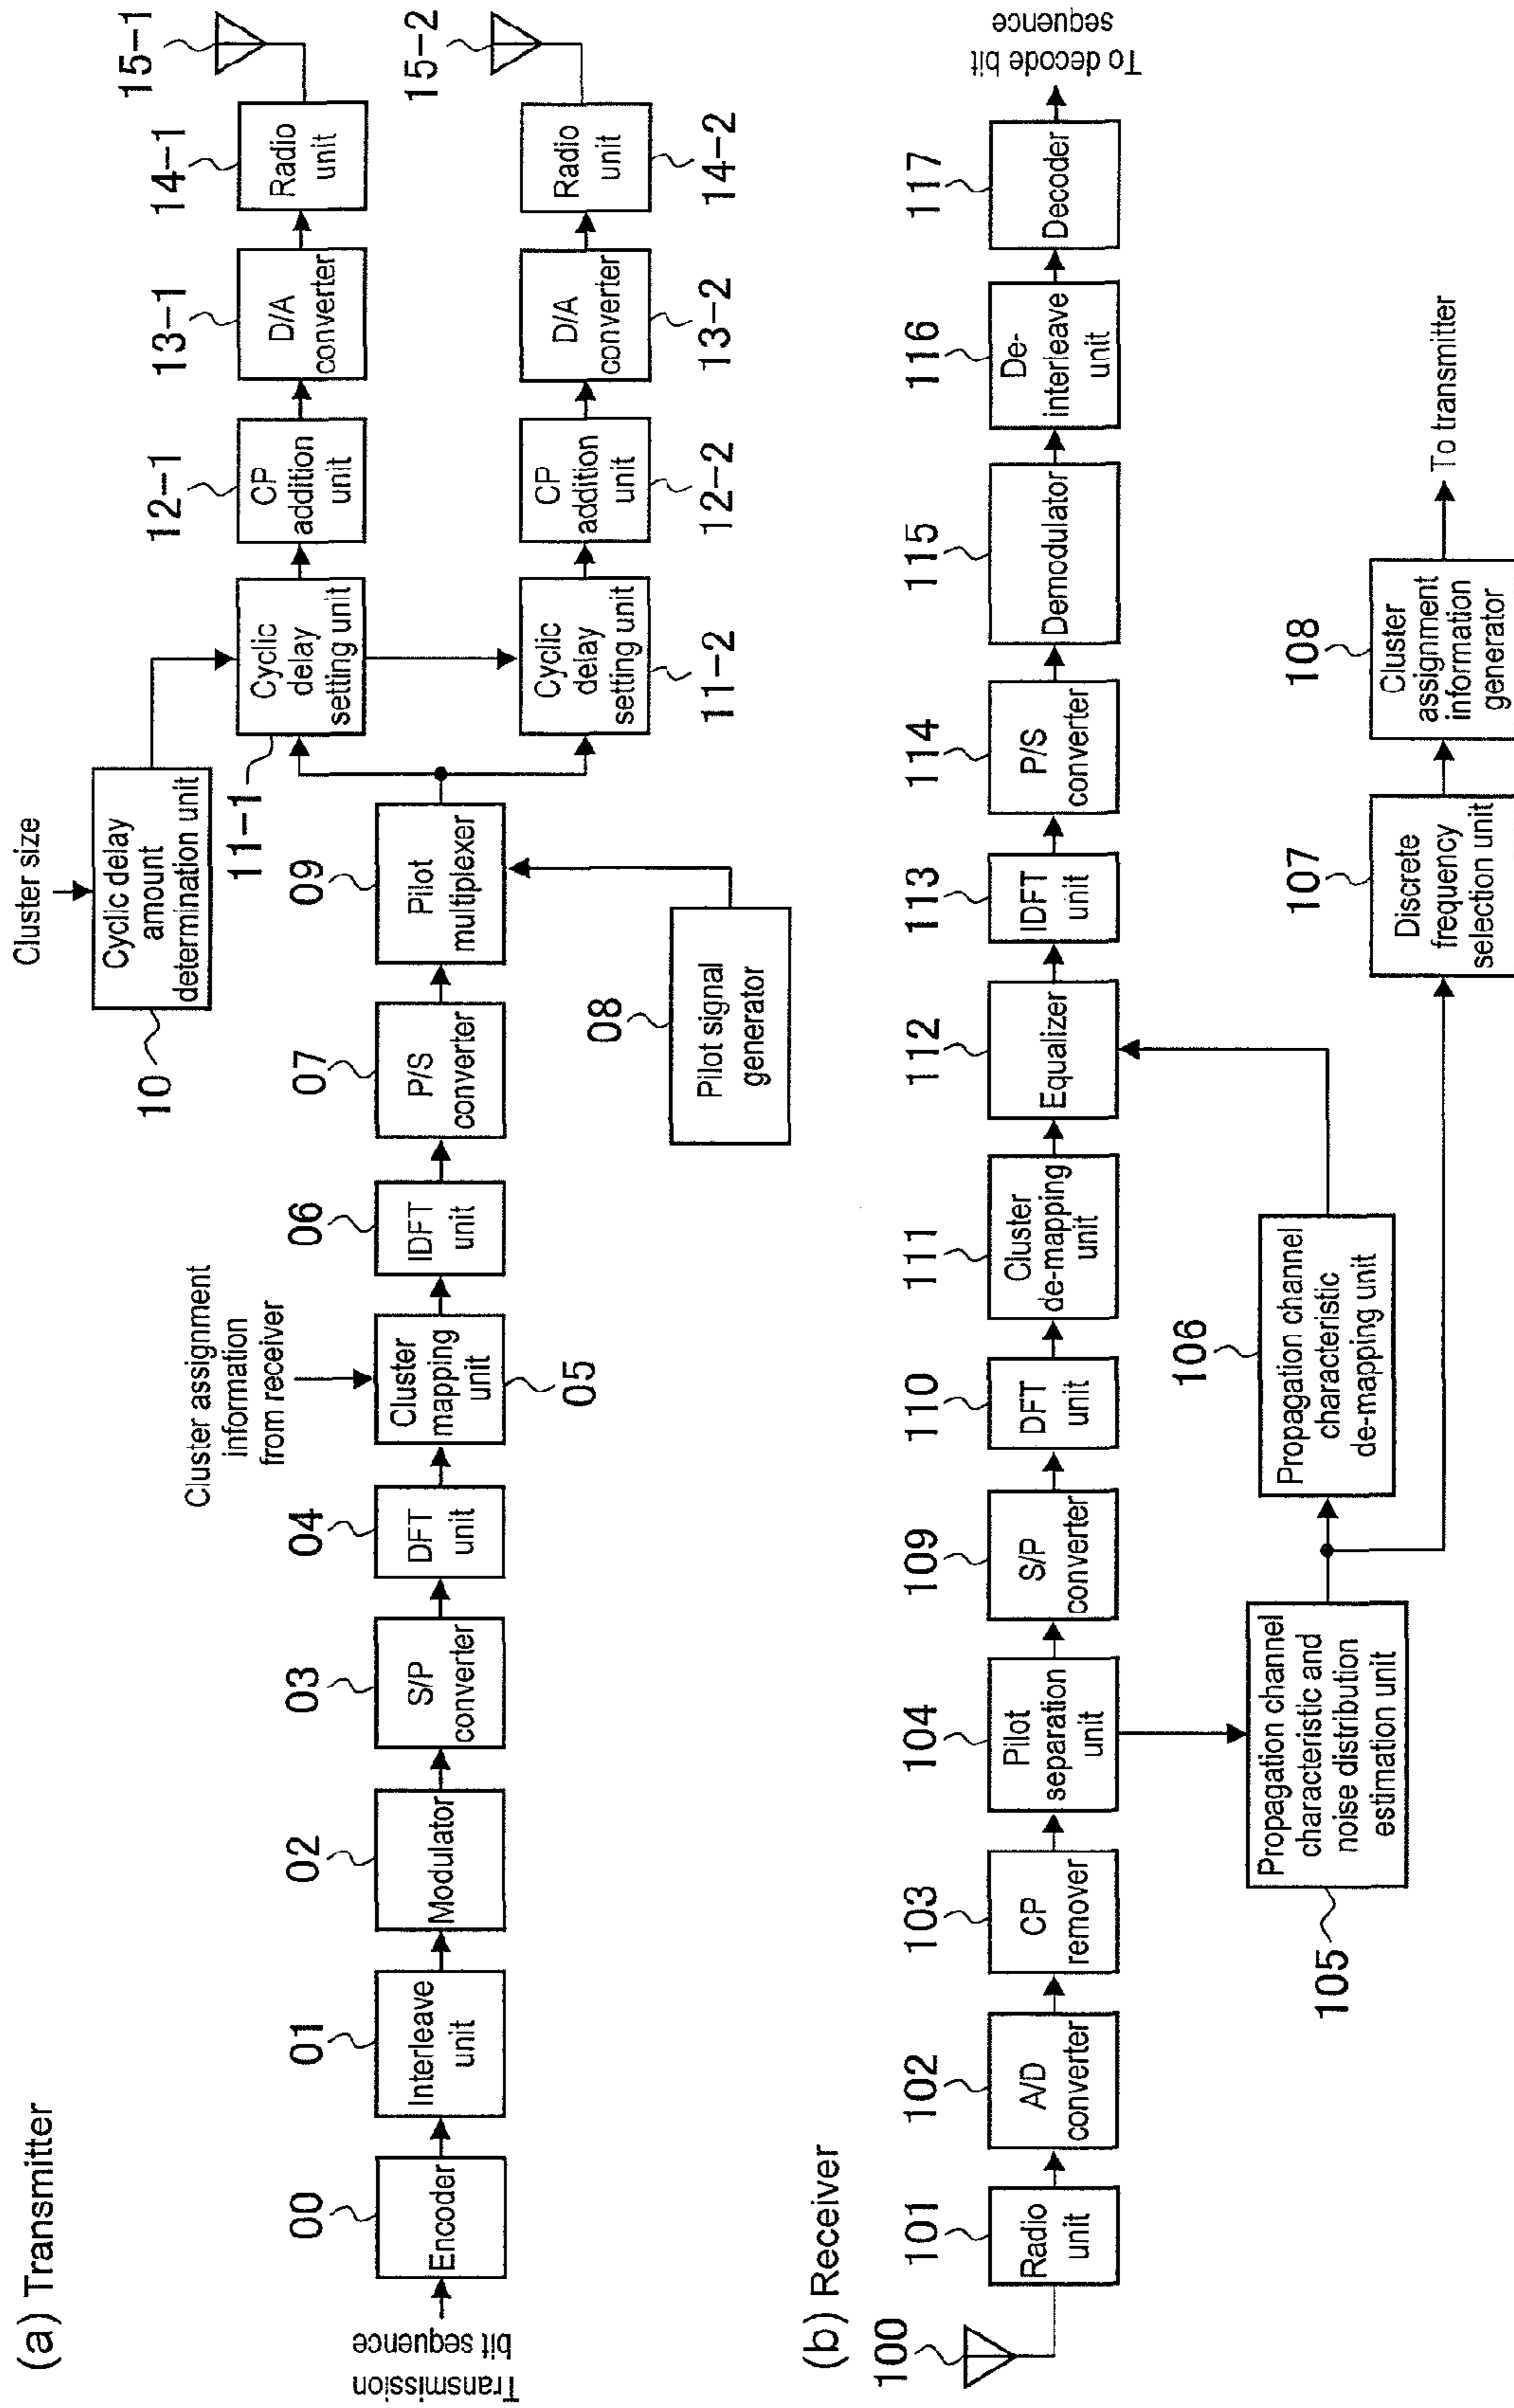 (a) Transmitter
Cluster size
Cyclic delay
amount
determination unit
10
Cluster assignment
information
from receiver
Transmission
bit sequence
00
Encoder
01
Interleave
unit
02
Modulator
03
S/P
converter
04
DFT
unit
05
Cluster
mapping
unit
06
IDFT
unit
07
P/S
converter
08
Pilot signal
generator
09
Pilot
multiplexer
11-1
Cyclic
delay
setting unit
12-1
CP
addition
unit
13-1
D/A
converter
14-1
Radio
unit
15-1
11-2
Cyclic
delay
setting unit
12-2
CP
addition
unit
13-2
D/A
converter
14-2
Radio
unit
15-2
(b) Receiver
100
101
Radio
unit
102
A/D
converter
103
CP
remover
104
Pilot
separation
unit
105
Propagation channel
characteristic and
noise distribution
estimation unit
106
Propagation channel
characteristic
de-mapping unit
107
Discrete
frequency
selection unit
108
Cluster
assignment
information
generator
To transmitter
109
S/P
converter
110
DFT
unit
111
Cluster
de-mapping
unit
112
Equalizer
113
IDFT
unit
114
P/S
converter
115
Demodulator
116
De-
interleave
unit
117
Decoder
To decode bit
sequence